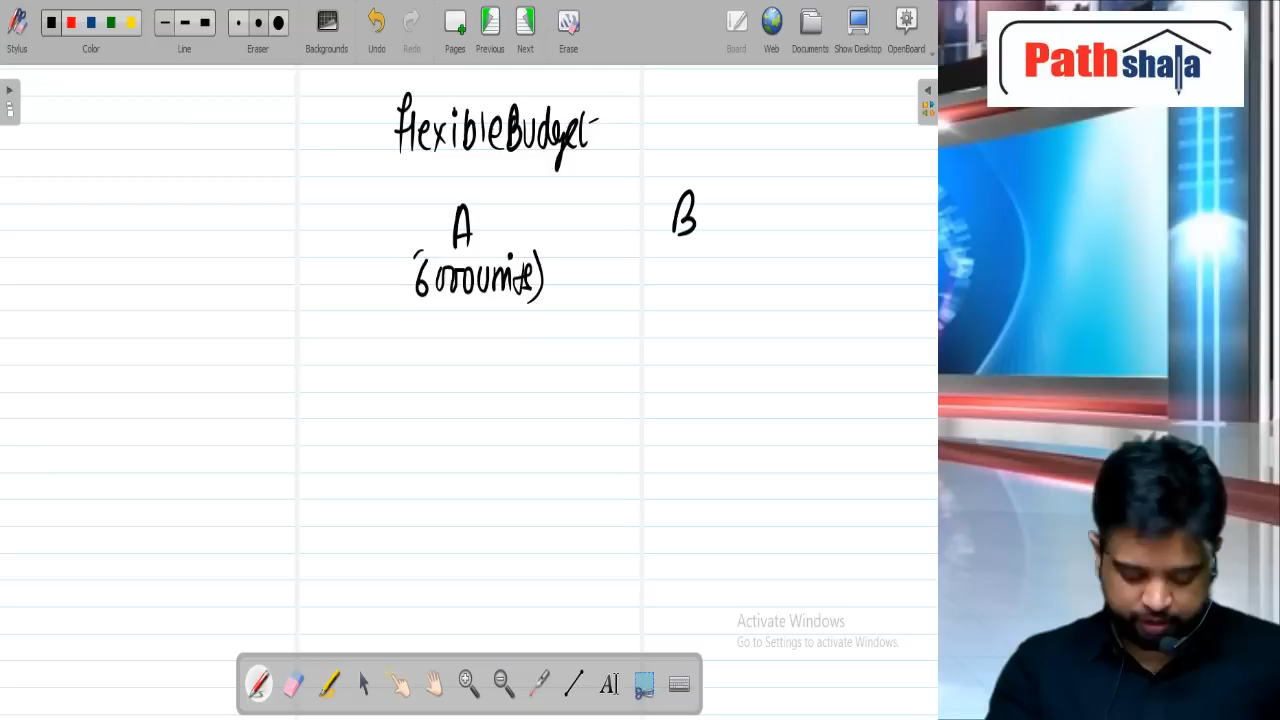 Stylus
Color
Line
Eraser
Backgrounds
Undo
Redo
Pages
Previous
Next
Erase
Board
Web
Documents
Show Desktop
OpenBoard
Pathshala
Flexible Budget
A B
(6000 units)
Activate Windows
Go to Settings to activate Windows.
AI